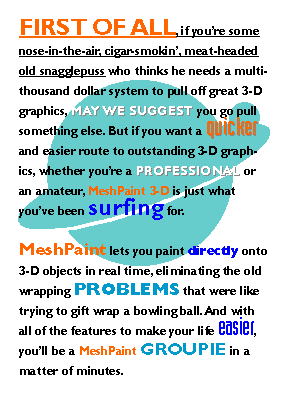 FIRST OF ALL, if you're some
nose-in-the-air, cigar-smokin', meat-headed
old snagglepuss who thinks he needs a multi-
thousand dollar system to pull off great 3-D
graphics, MAY WE SUGGEST you go pull
something else. But if you want a quicker
and easier route to outstanding 3-D graph-
ics, whether you're a PROFESSIONAL or
an amateur, MeshPaint 3-D is just what
you've been surfing for.
MeshPaint lets you paint directly onto
3-D objects in real time, eliminating the old
wrapping PROBLEMS that were like
trying to gift wrap a bowling ball. And with
all of the features to make your life easier,
you'll be a MeshPaint GROUPIE in a
matter of minutes.